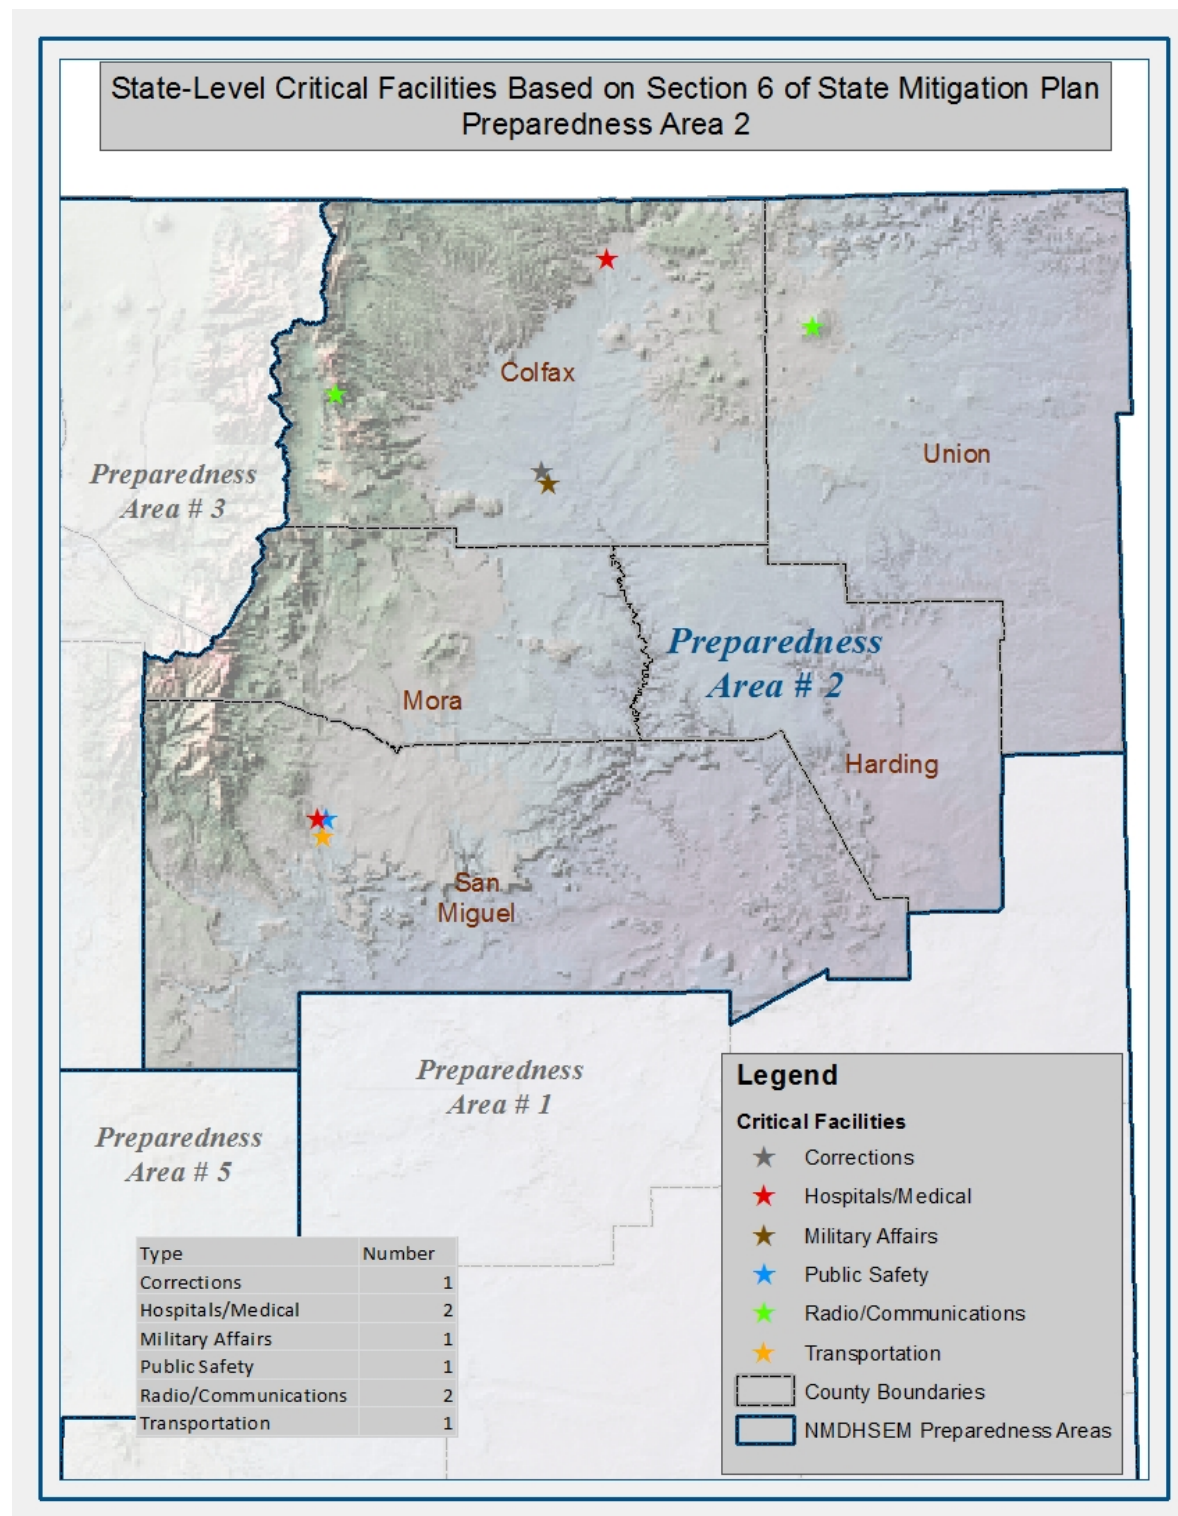 State-Level Critical Facilities Based on Section 6 of State Mitigation Plan
Preparedness Area 2
Colfax
Union
Preparedness
Area # 3
Preparedness
Area # 2
Mora
Harding
San
Miguel
Preparedness
Area # 1
Preparedness
Area # 5
Legend
Critical Facilities
Corrections
Hospitals/Medical
Military Affairs
Public Safety
Radio/Communications
Transportation
County Boundaries
NMDHSEM Preparedness Areas
Type Number
Corrections 1
Hospitals/Medical 2
Military Affairs 1
Public Safety 1
Radio/Communications 2
Transportation 1